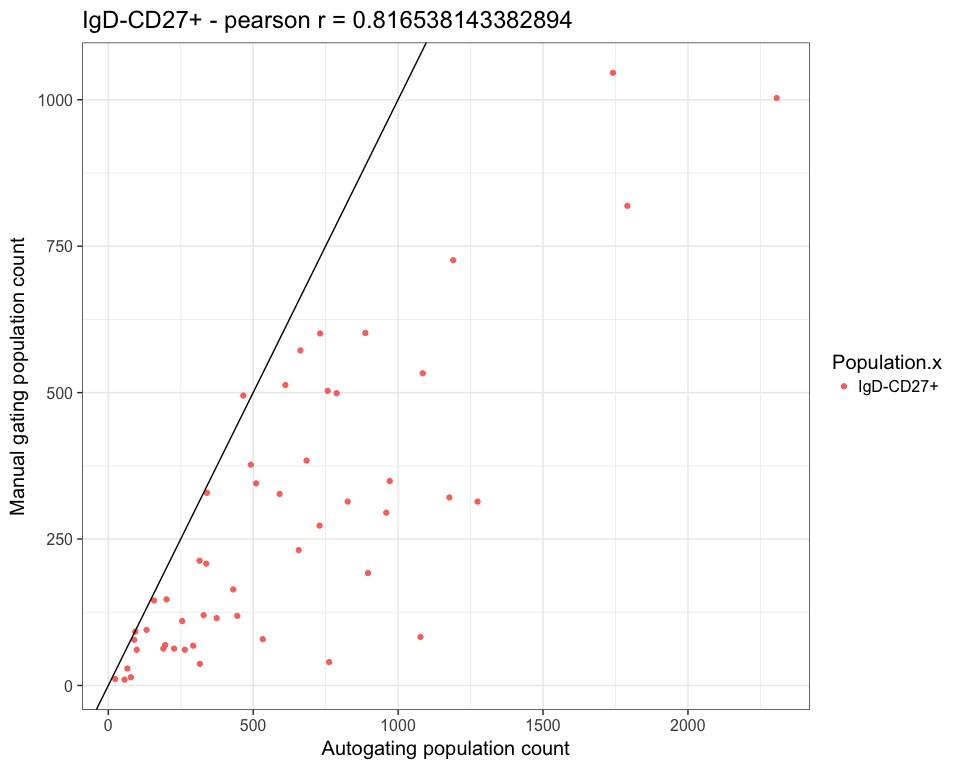 IgD-CD27+ - pearson r = 0.816538143382894
Manual gating population count
1000
750
500
250
0
0 500 1000 1500 2000
Autogating population count
Population.x
IgD-CD27+